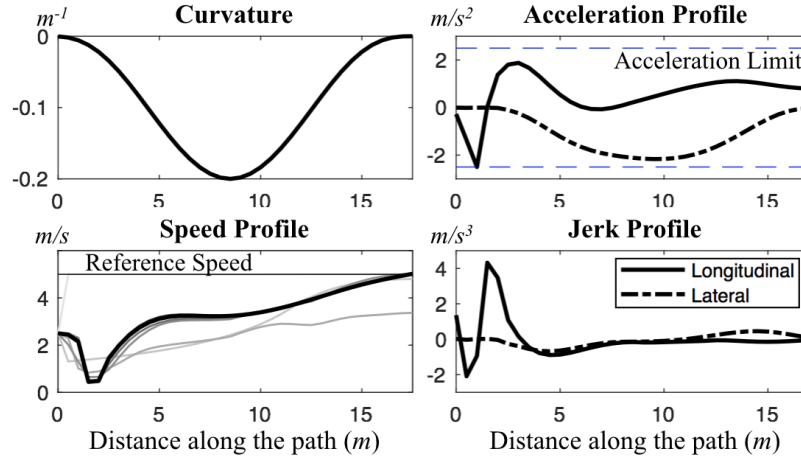 m⁻¹ Curvature
0
-0.1
-0.2
0 5 10 15
m/s² Acceleration Profile
Acceleration Limit
2
0
-2
0 5 10 15
m/s Speed Profile
Reference Speed
4
2
0
0 5 10 15
Distance along the path (m)
m/s³ Jerk Profile
Longitudinal
Lateral
4
2
0
-2
0 5 10 15
Distance along the path (m)